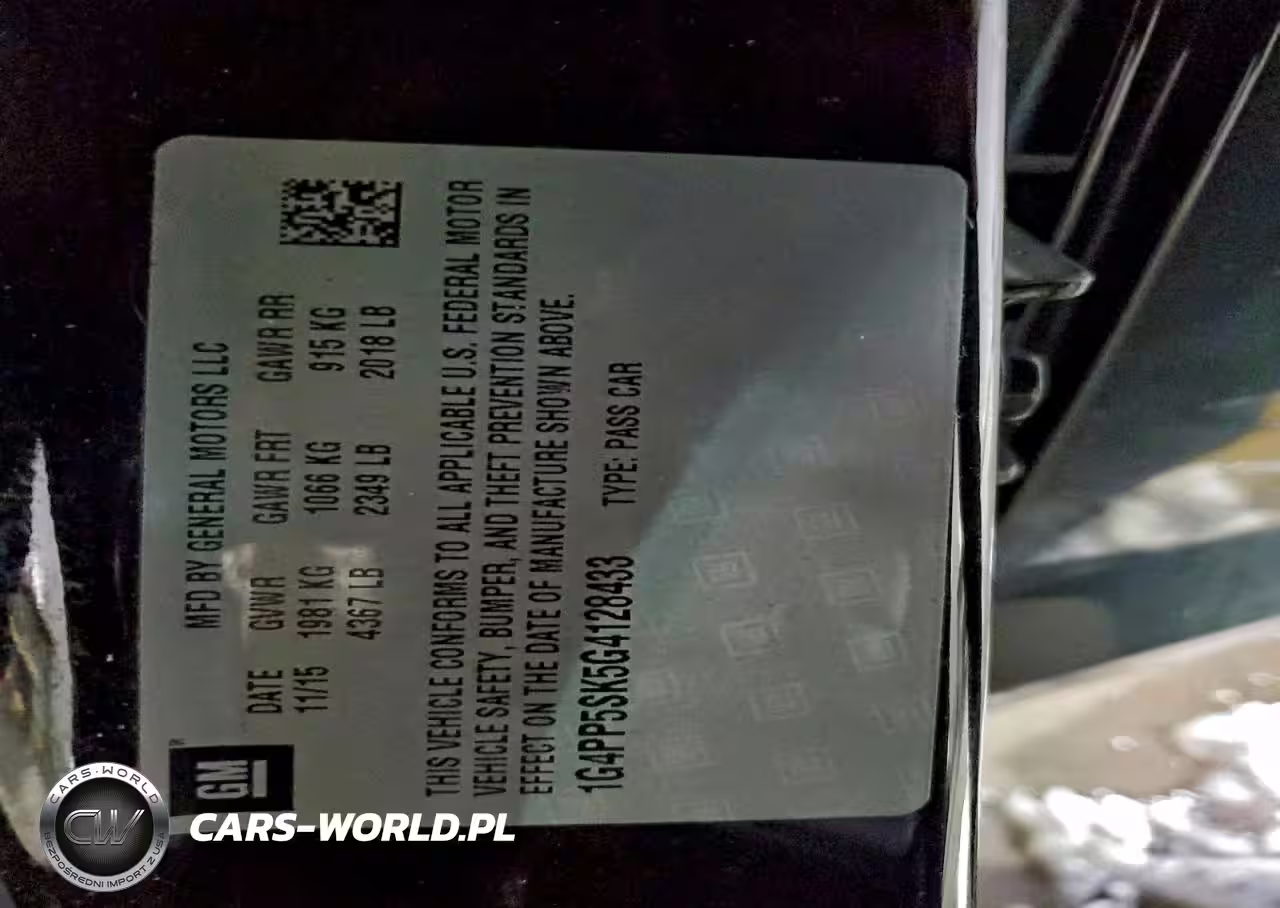 GM
MFD BY GENERAL MOTORS LLC
DATE GVWR GAWR FRT GAWR RR
11/15 1981 KG 1066 KG 915 KG
4367 LB 2349 LB 2018 LB
THIS VEHICLE CONFORMS TO ALL APPLICABLE U.S. FEDERAL MOTOR
VEHICLE SAFETY, BUMPER, AND THEFT PREVENTION STANDARDS IN
EFFECT ON THE DATE OF MANUFACTURE SHOWN ABOVE.
1G4PP5SK5G4128433 TYPE: PASS CAR
CARS-WORLD
CW
BEZPOŚREDNI IMPORT Z USA
CARS-WORLD.PL